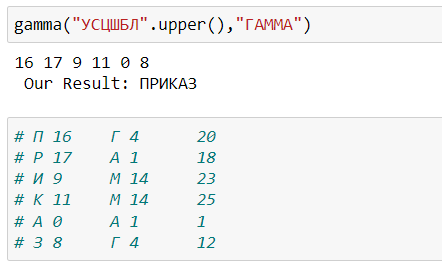 gamma("УСЦШБЛ".upper(),"ГАММА")
16 17 9 11 0 8
Our Result: ПРИКАЗ
# П 16 Г 4 20
# Р 17 А 1 18
# И 9 М 14 23
# К 11 М 14 25
# А 0 А 1 1
# З 8 Г 4 12